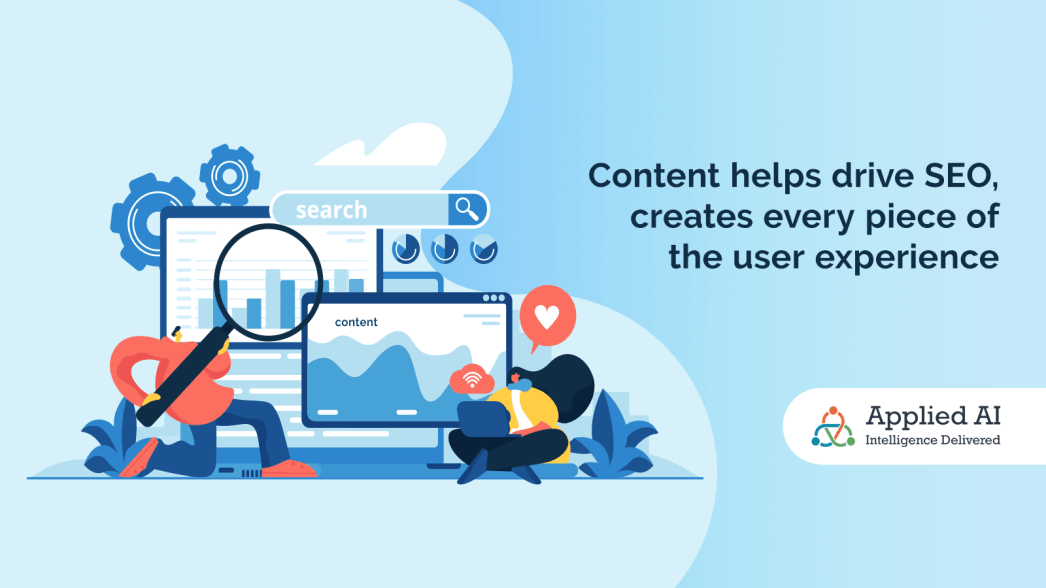 search
content
Content helps drive SEO,
creates every piece of
the user experience
Applied AI
Intelligence Delivered